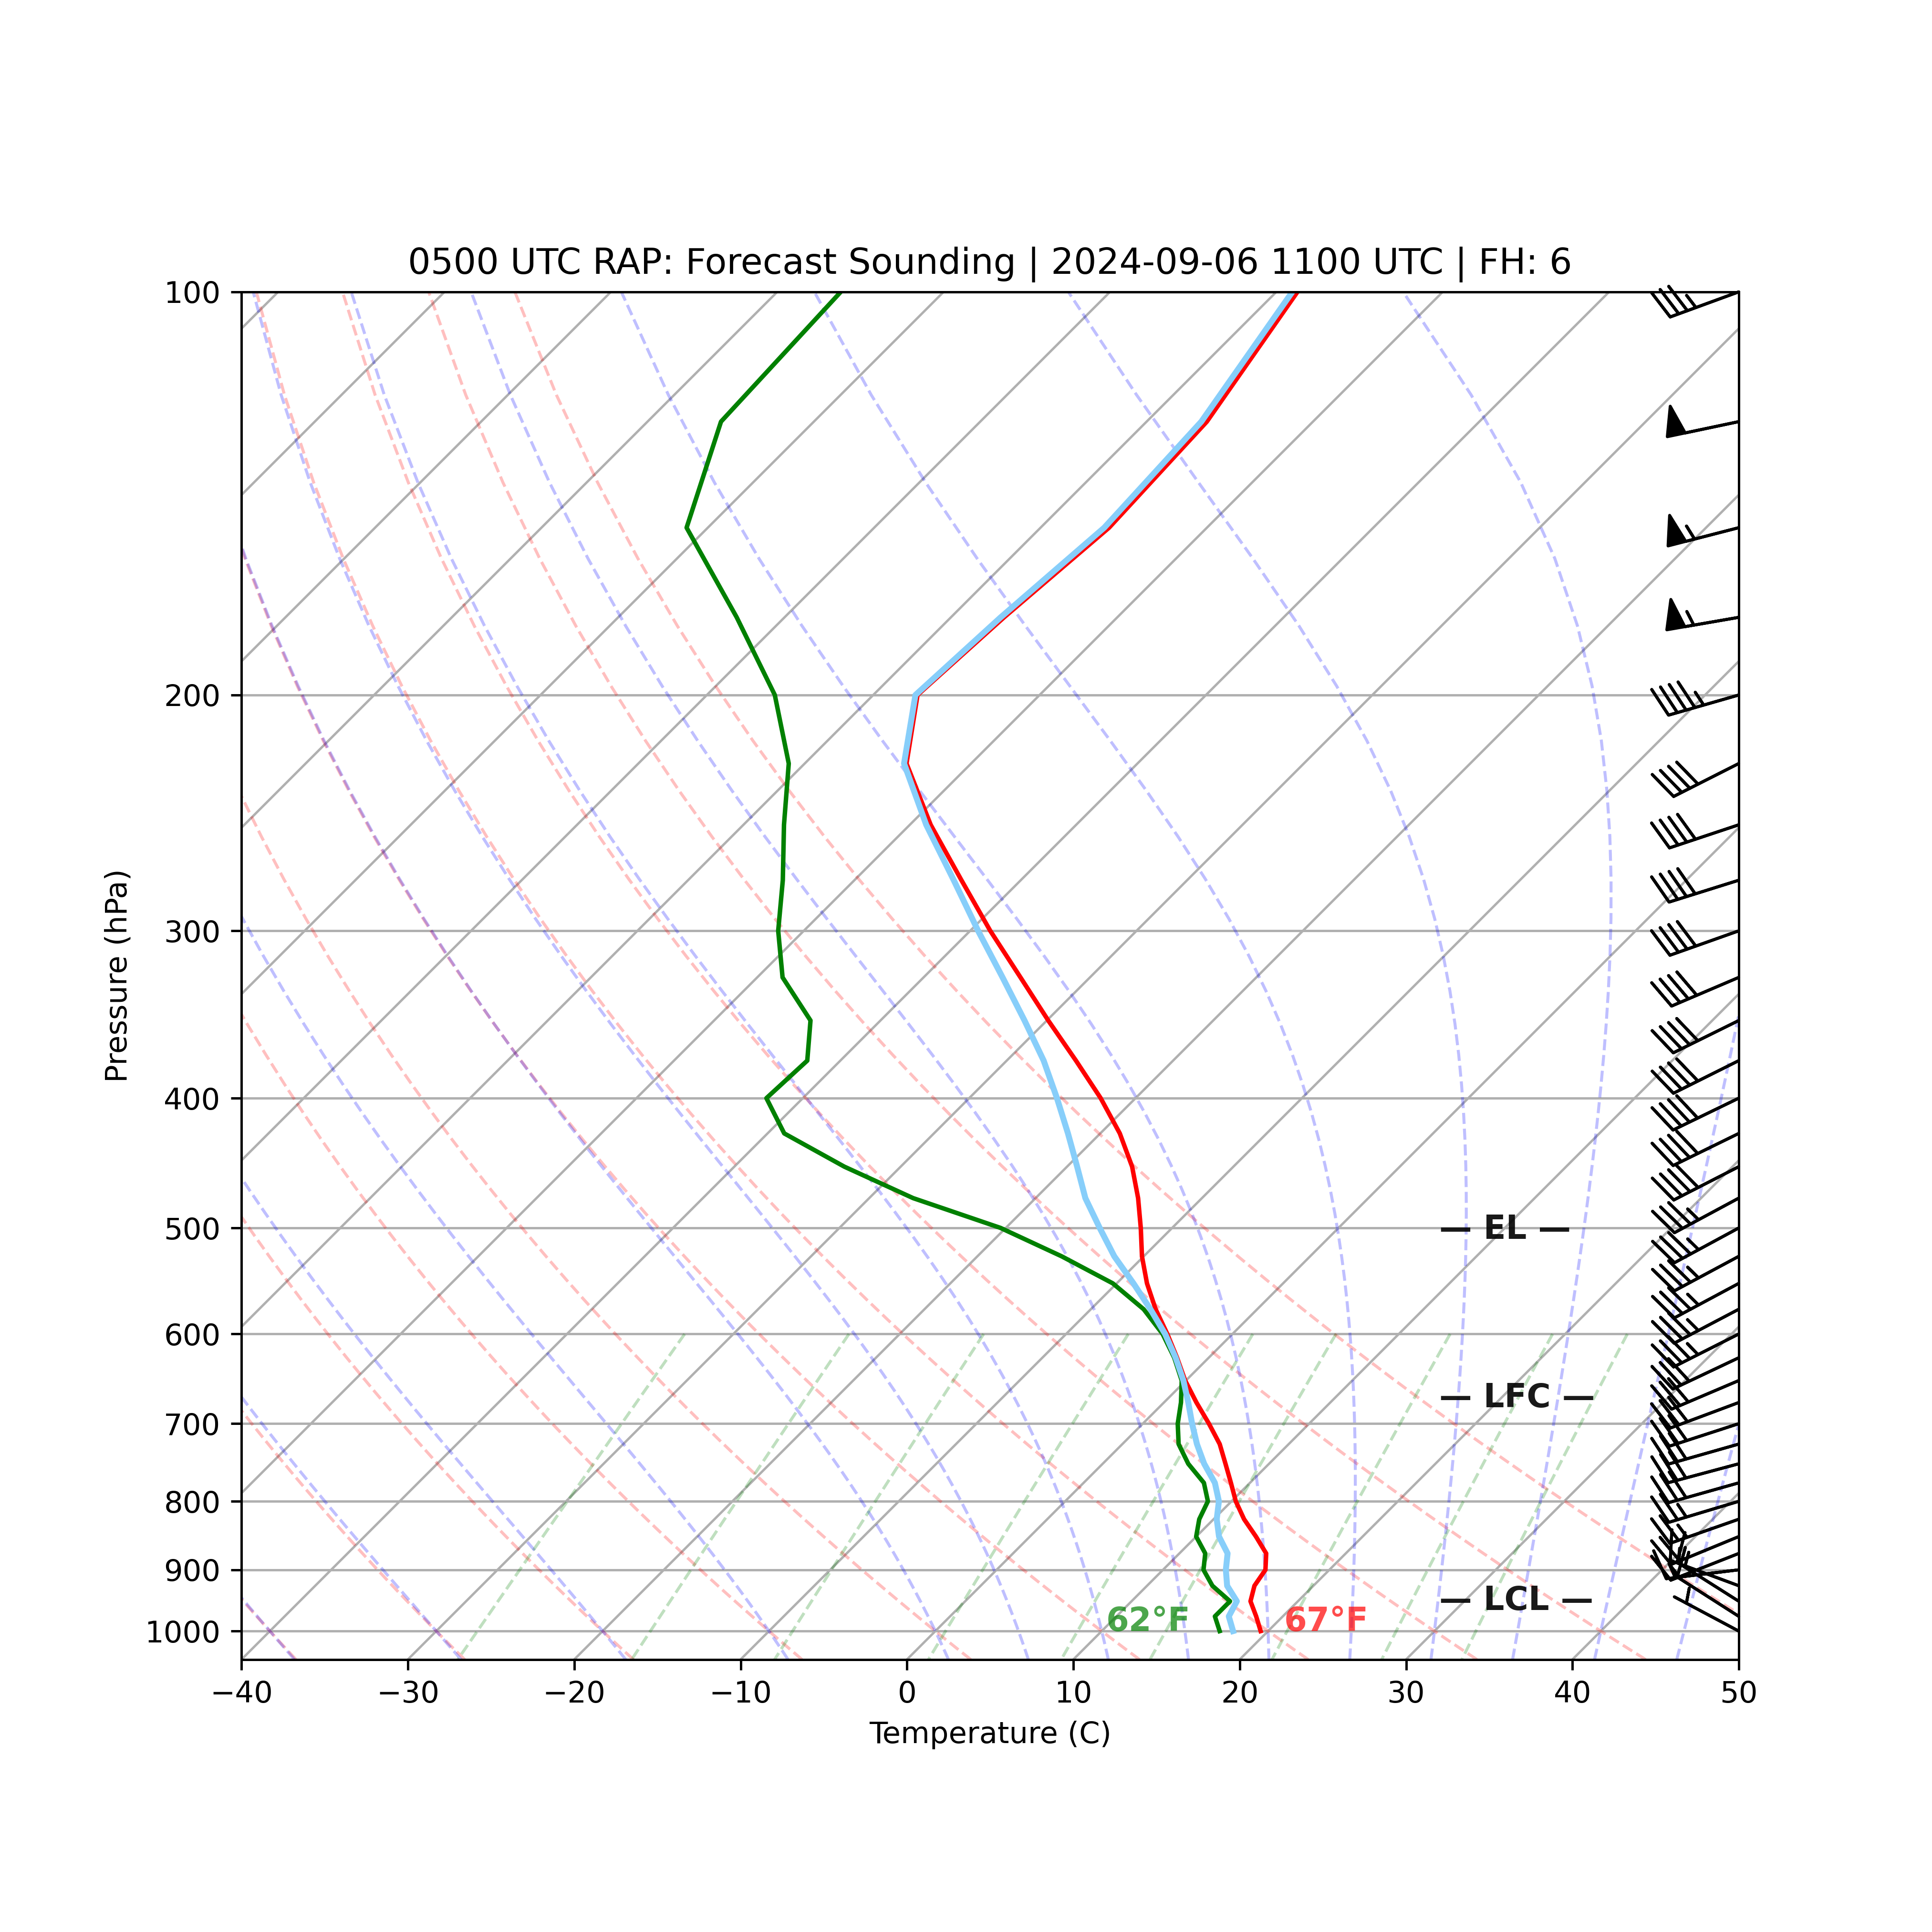 0500 UTC RAP: Forecast Sounding | 2024-09-06 1100 UTC | FH: 6
100
200
300
400
500
600
700
800
900
1000
Pressure (hPa)
— EL —
— LFC —
— LCL —
62°F
67°F
−40
−30
−20
−10
0
10
20
30
40
50
Temperature (C)